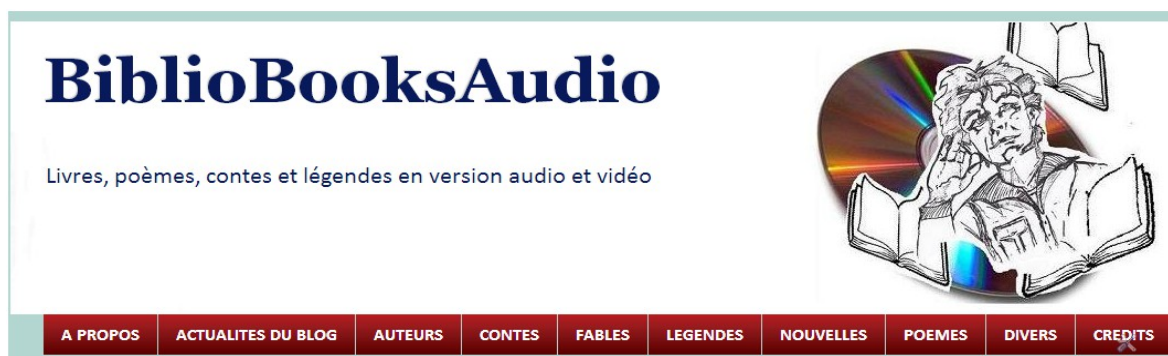 BiblioBooksAudio
Livres, poèmes, contes et légendes en version audio et vidéo
A PROPOS ACTUALITES DU BLOG AUTEURS CONTES FABLES LEGENDES NOUVELLES POEMES DIVERS CREDITS